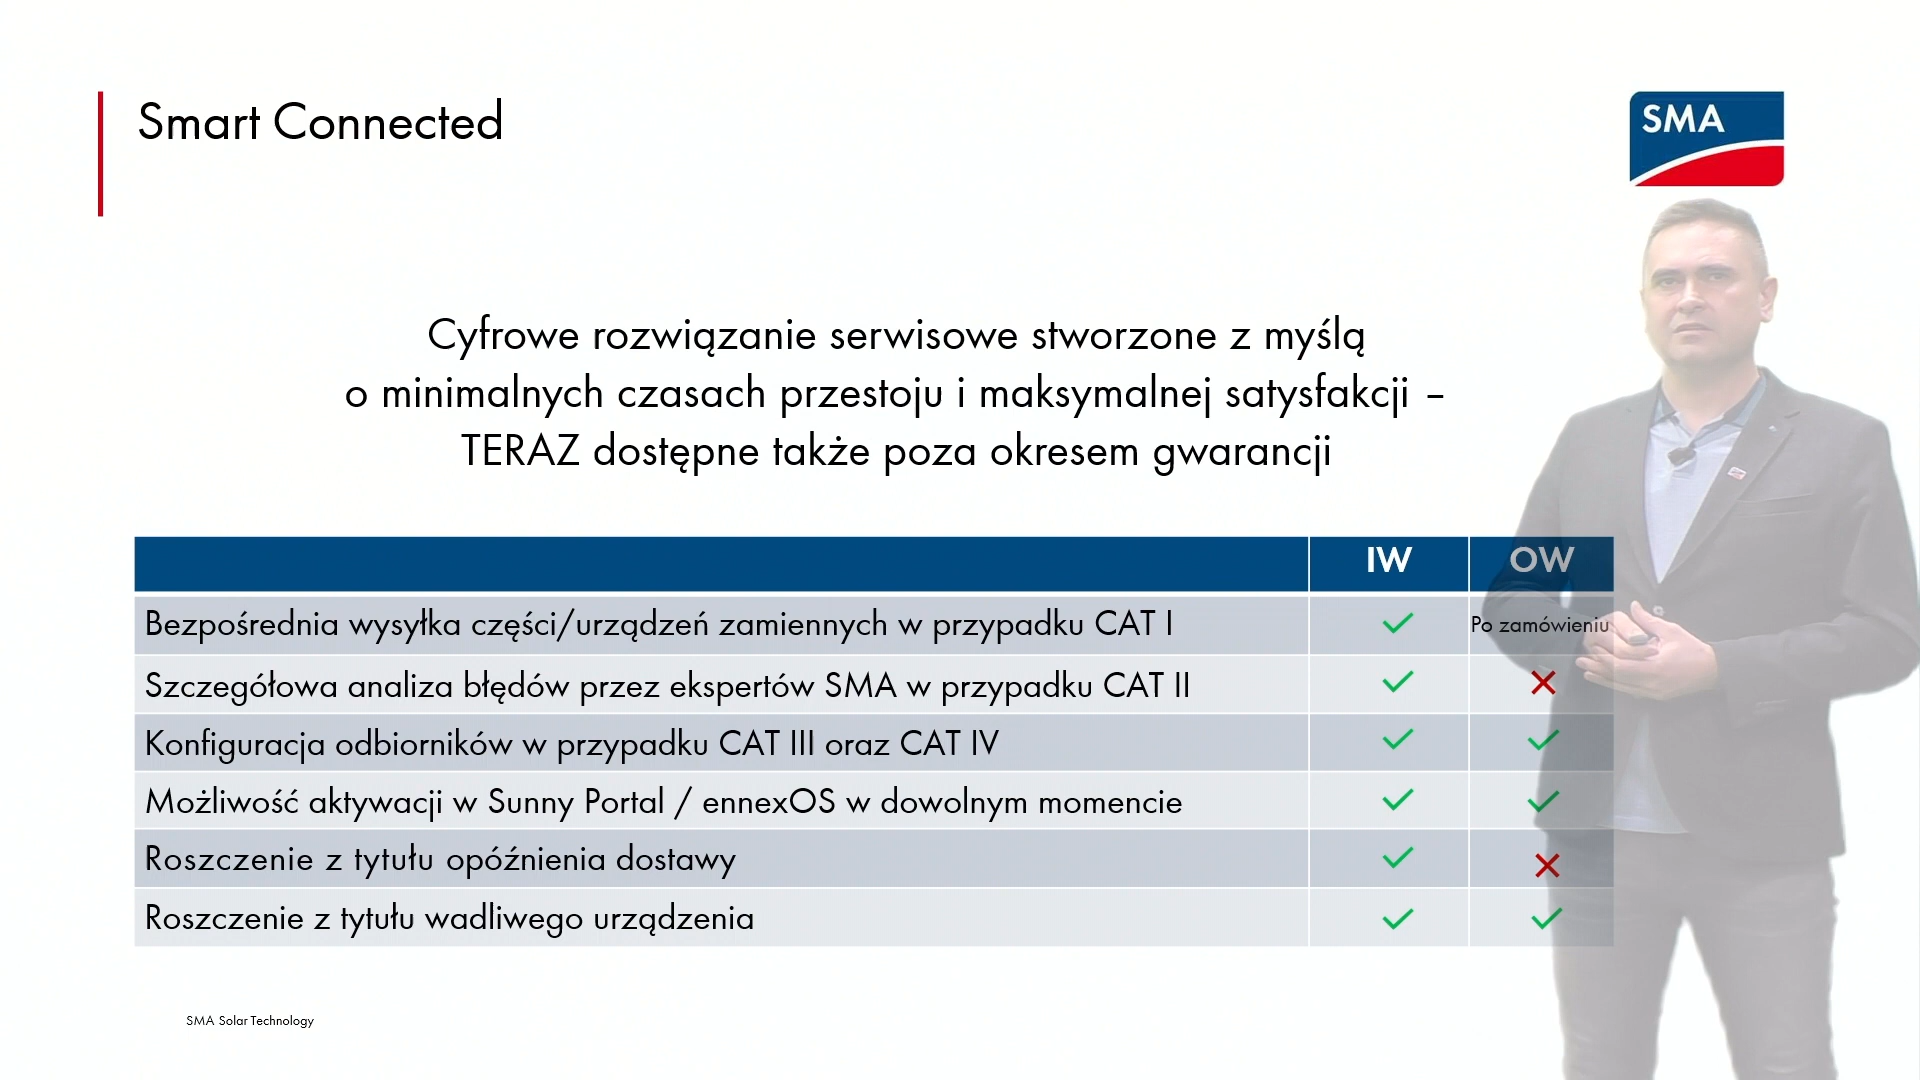 Smart Connected
SMA
Cyfrowe rozwiązanie serwisowe stworzone z myślą
o minimalnych czasach przestoju i maksymalnej satysfakcji –
TERAZ dostępne także poza okresem gwarancji
IW OW
Bezpośrednia wysyłka części/urządzeń zamiennych w przypadku CAT I ✓ Po zamówieniu
Szczegółowa analiza błędów przez ekspertów SMA w przypadku CAT II ✓ ✕
Konfiguracja odbiorników w przypadku CAT III oraz CAT IV ✓ ✓
Możliwość aktywacji w Sunny Portal / ennexOS w dowolnym momencie ✓ ✓
Roszczenie z tytułu opóźnienia dostawy ✓ ✕
Roszczenie z tytułu wadliwego urządzenia ✓ ✓
SMA Solar Technology